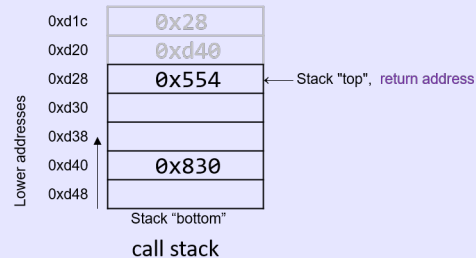 0xd1c 0x28
0xd20 0xd40
0xd28 0x554 Stack "top", return address
0xd30
0xd38
0xd40 0x830
0xd48
Lower addresses
Stack “bottom”
call stack